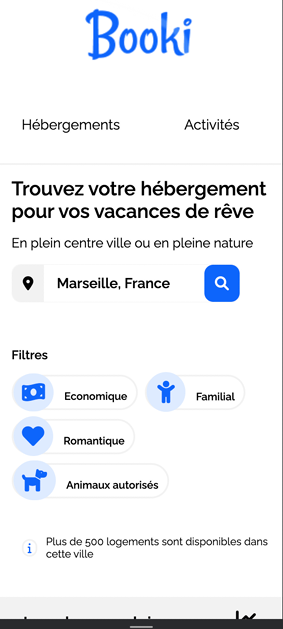 Booki
Hébergements Activités
Trouvez votre hébergement
pour vos vacances de rêve
En plein centre ville ou en pleine nature
Marseille, France
Filtres
Economique Familial
Romantique
Animaux autorisés
Plus de 500 logements sont disponibles dans
cette ville